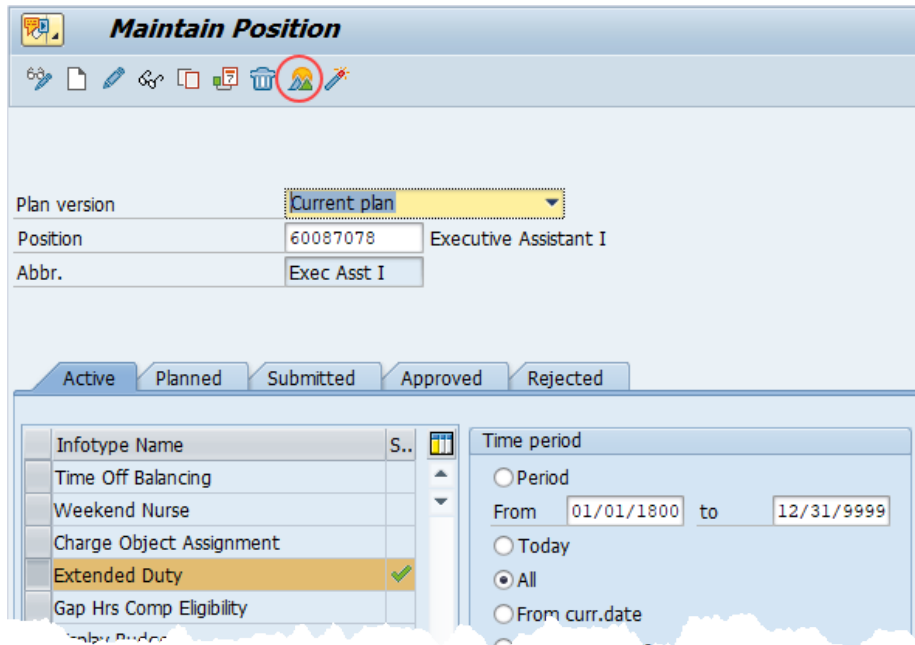 Maintain Position
Plan version Current plan
Position 60087078 Executive Assistant I
Abbr. Exec Asst I
Active Planned Submitted Approved Rejected
Infotype Name S..
Time Off Balancing
Weekend Nurse
Charge Object Assignment
Extended Duty
Gap Hrs Comp Eligibility
Time period
Period
From 01/01/1800 to 12/31/9999
Today
All
From curr.date